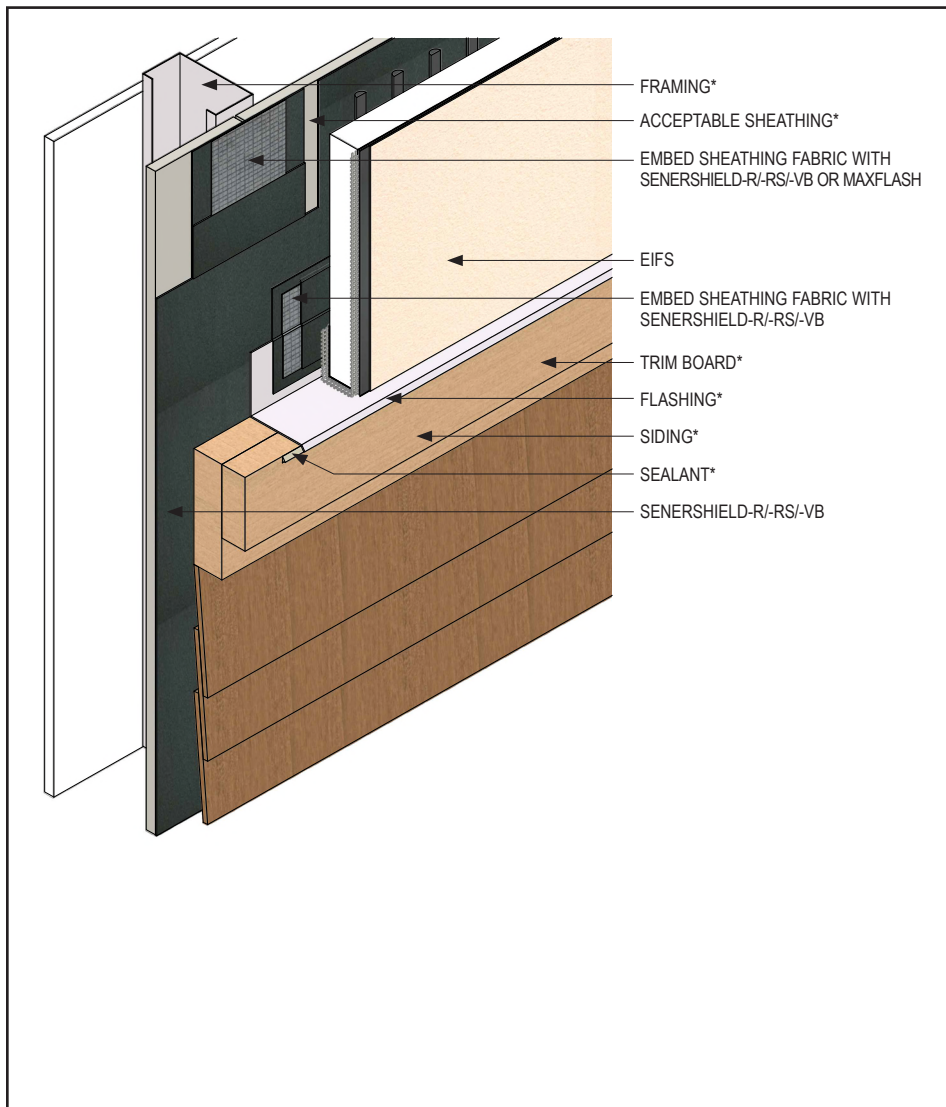 FRAMING*
ACCEPTABLE SHEATHING*
EMBED SHEATHING FABRIC WITH
SENERSHIELD-R/-RS/-VB OR MAXFLASH
EIFS
EMBED SHEATHING FABRIC WITH
SENERSHIELD-R/-RS/-VB
TRIM BOARD*
FLASHING*
SIDING*
SEALANT*
SENERSHIELD-R/-RS/-VB